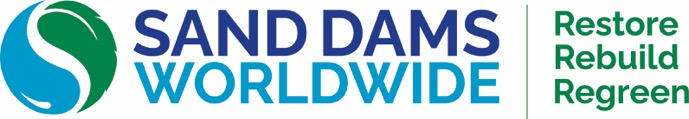 SAND DAMS
WORLDWIDE
Restore
Rebuild
Regreen